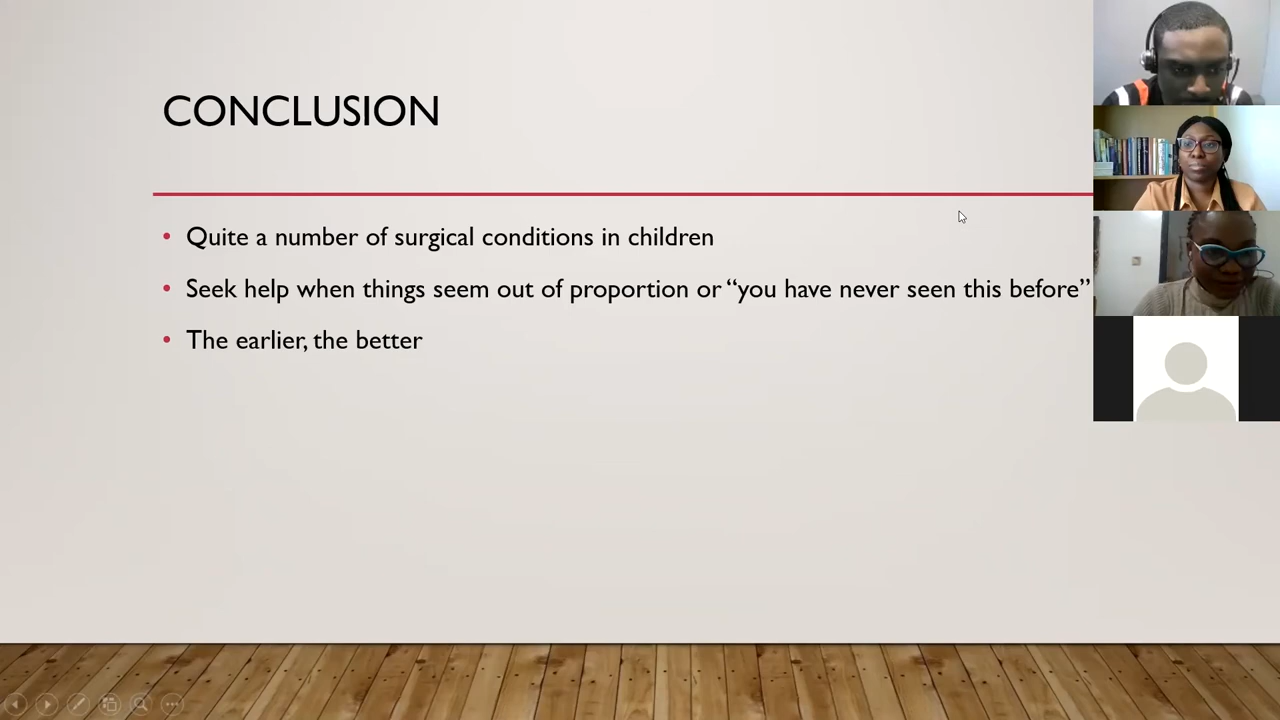 CONCLUSION
Quite a number of surgical conditions in children
Seek help when things seem out of proportion or “you have never seen this before”
The earlier, the better